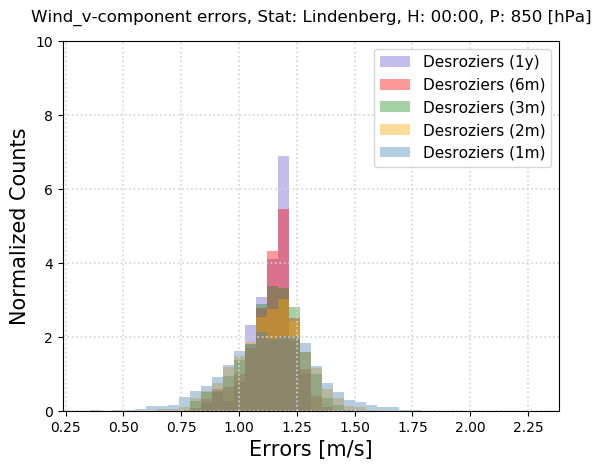 Wind_v-component errors, Stat: Lindenberg, H: 00:00, P: 850 [hPa]
Desroziers (1y)
Desroziers (6m)
Desroziers (3m)
Desroziers (2m)
Desroziers (1m)
Normalized Counts
10
8
6
4
2
0
0.25 0.50 0.75 1.00 1.25 1.50 1.75 2.00 2.25
Errors [m/s]